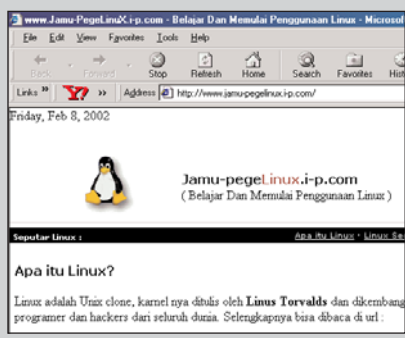 www.Jamu-PegeLinuX.i-p.com - Belajar Dan Memulai Penggunaan Linux - Microsof
File Edit View Favorites Tools Help
Back Forward Stop Refresh Home Search Favorites Hist
Links » Y? » Address http://www.jamu-pegelinux.i-p.com/
Friday, Feb 8, 2002
Jamu-pegeLinux.i-p.com
( Belajar Dan Memulai Penggunaan Linux )
Seputar Linux : Apa itu Linux · Linux Se
Apa itu Linux?
Linux adalah Unix clone, karnel nya ditulis oleh Linus Torvalds dan dikembang
programer dan hackers dari seluruh dunia. Selengkapnya bisa dibaca di url :